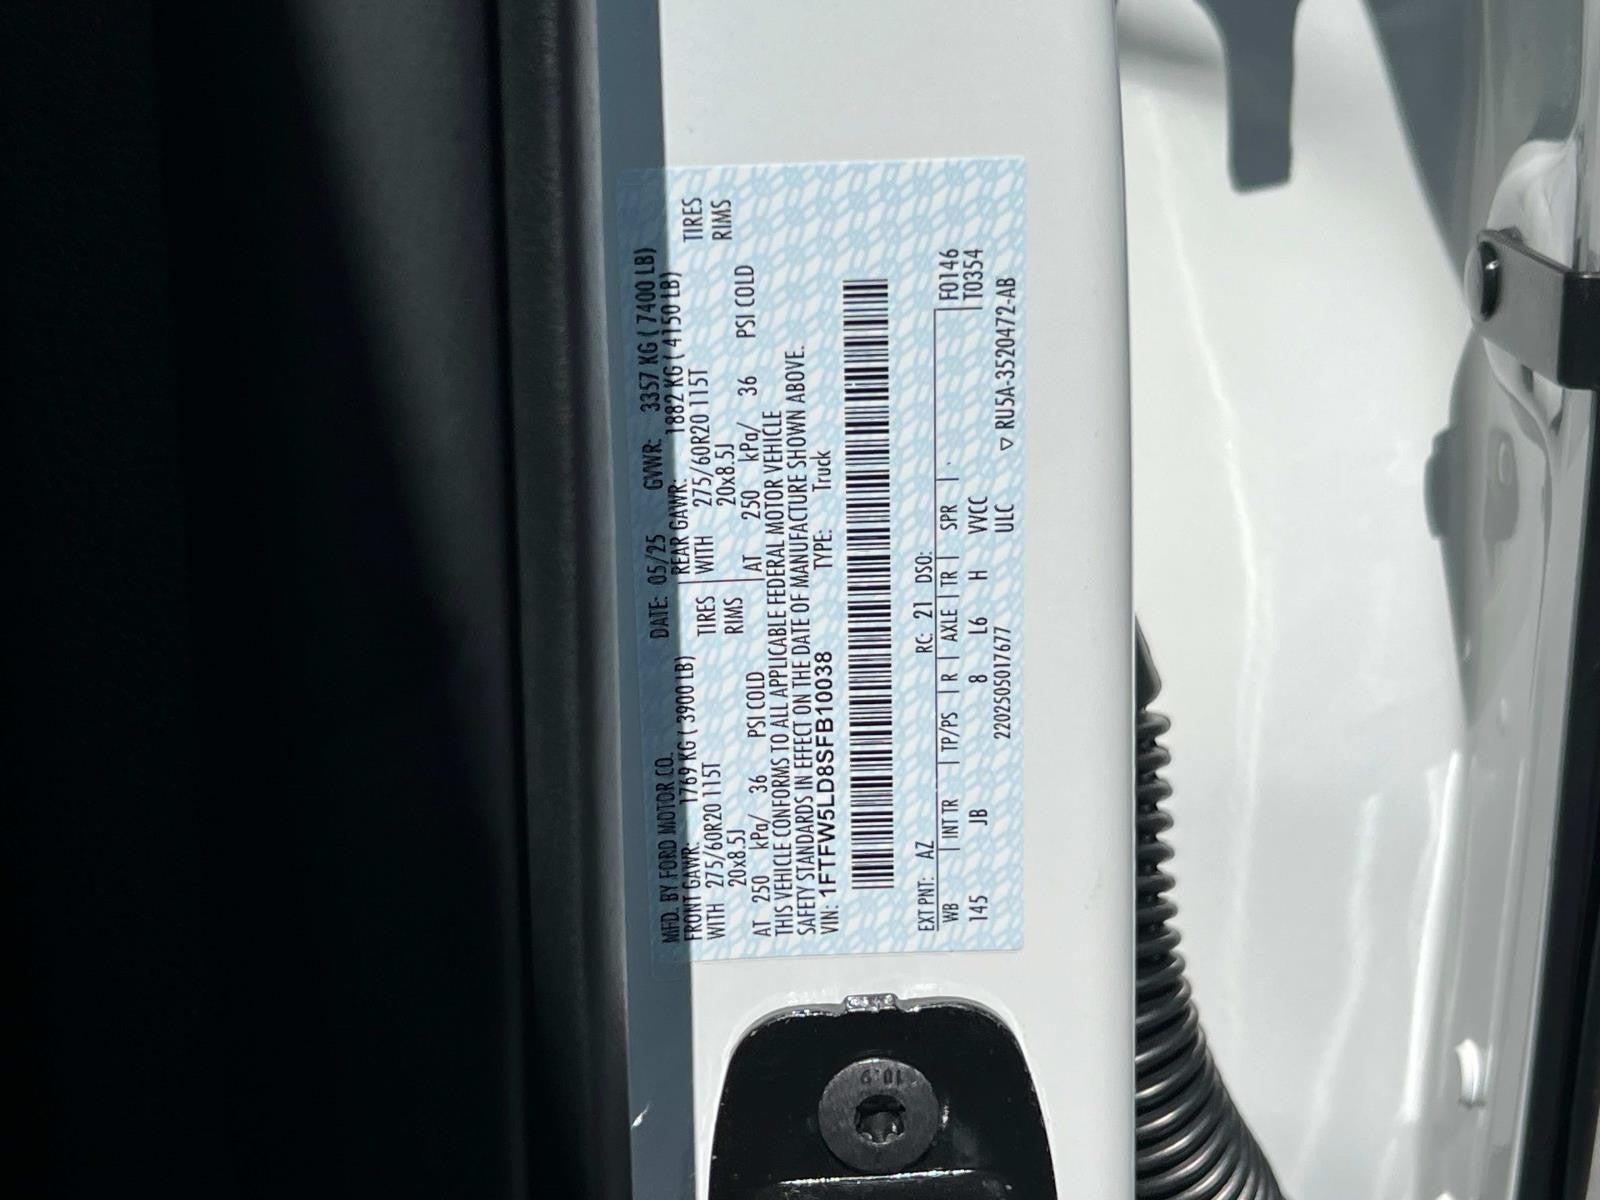 MFD. BY FORD MOTOR CO. DATE: 05/25 GVWR: 3357 KG ( 7400 LB)
FRONT GAWR: 1769 KG ( 3900 LB) REAR GAWR: 1882 KG ( 4150 LB)
WITH 275/60R20 115T TIRES WITH 275/60R20 115T TIRES
20x8.5J RIMS 20x8.5J RIMS
AT 250 kPa/ 36 PSI COLD AT 250 kPa/ 36 PSI COLD
THIS VEHICLE CONFORMS TO ALL APPLICABLE FEDERAL MOTOR VEHICLE
SAFETY STANDARDS IN EFFECT ON THE DATE OF MANUFACTURE SHOWN ABOVE.
VIN: 1FTFW5LD8SFB10038 TYPE: Truck
EXT PNT: AZ RC: 21 DSO: F0146
WB INT TR TP/PS R AXLE TR SPR T0354
145 JB 8 L6 H VVCC
220250501767​7 ULC ▽ RU5A-3520472-AB
10.9